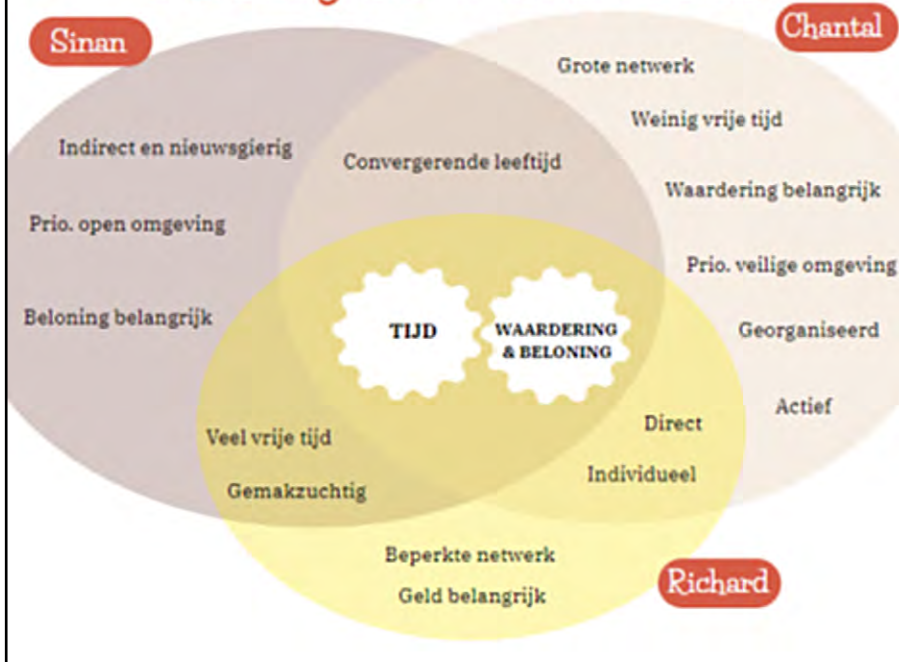 Sinan
Chantal
Grote netwerk
Weinig vrije tijd
Indirect en nieuwsgierig
Convergerende leeftijd
Waardering belangrijk
Prio. open omgeving
Prio. veilige omgeving
Beloning belangrijk
TIJD
WAARDERING
& BELONING
Georganiseerd
Actief
Direct
Veel vrije tijd
Individueel
Gemakzuchtig
Beperkte netwerk
Geld belangrijk
Richard